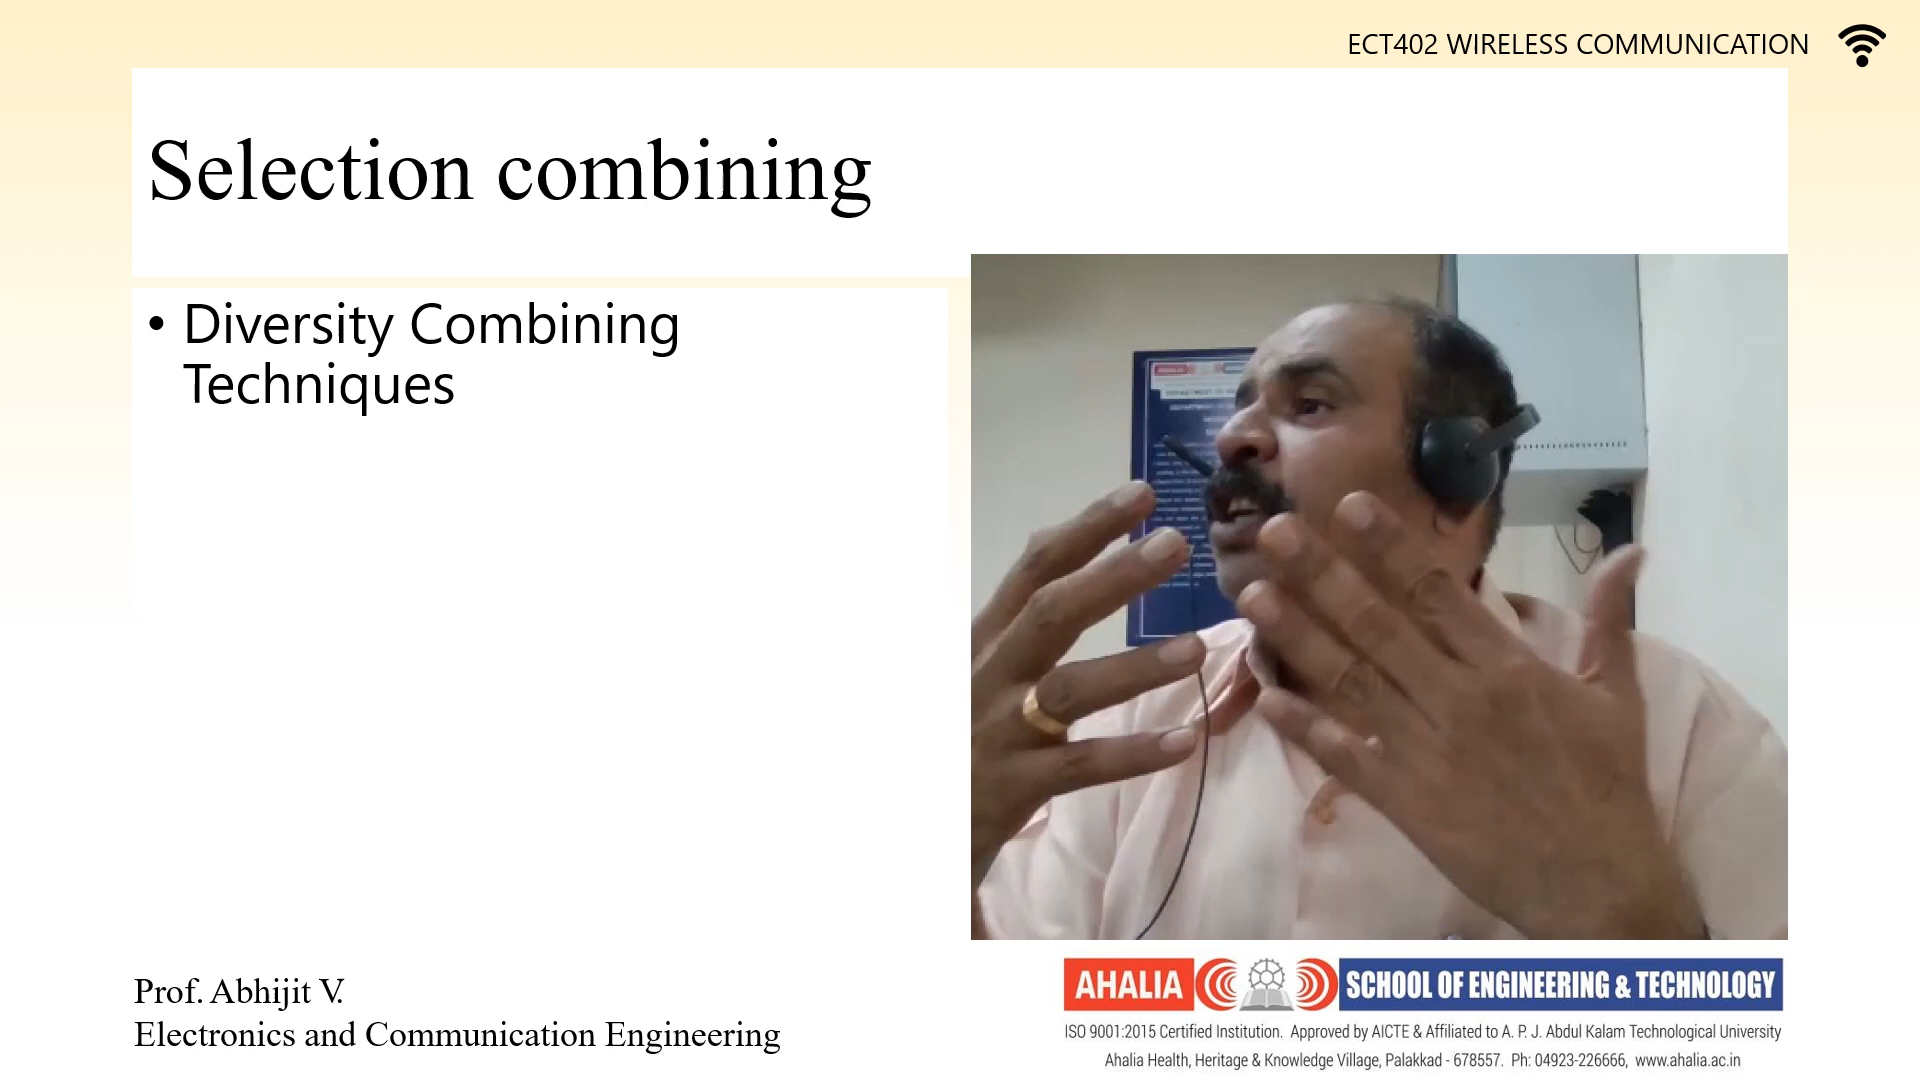 ECT402 WIRELESS COMMUNICATION
Selection combining
• Diversity Combining
Techniques
AHALIA
Prof. Abhijit V.
Electronics and Communication Engineering
AHALIA SCHOOL OF ENGINEERING & TECHNOLOGY
ISO 9001:2015 Certified Institution. Approved by AICTE & Affiliated to A. P. J. Abdul Kalam Technological University
Ahalia Health, Heritage & Knowledge Village, Palakkad - 678557. Ph: 04923-226666, www.ahalia.ac.in